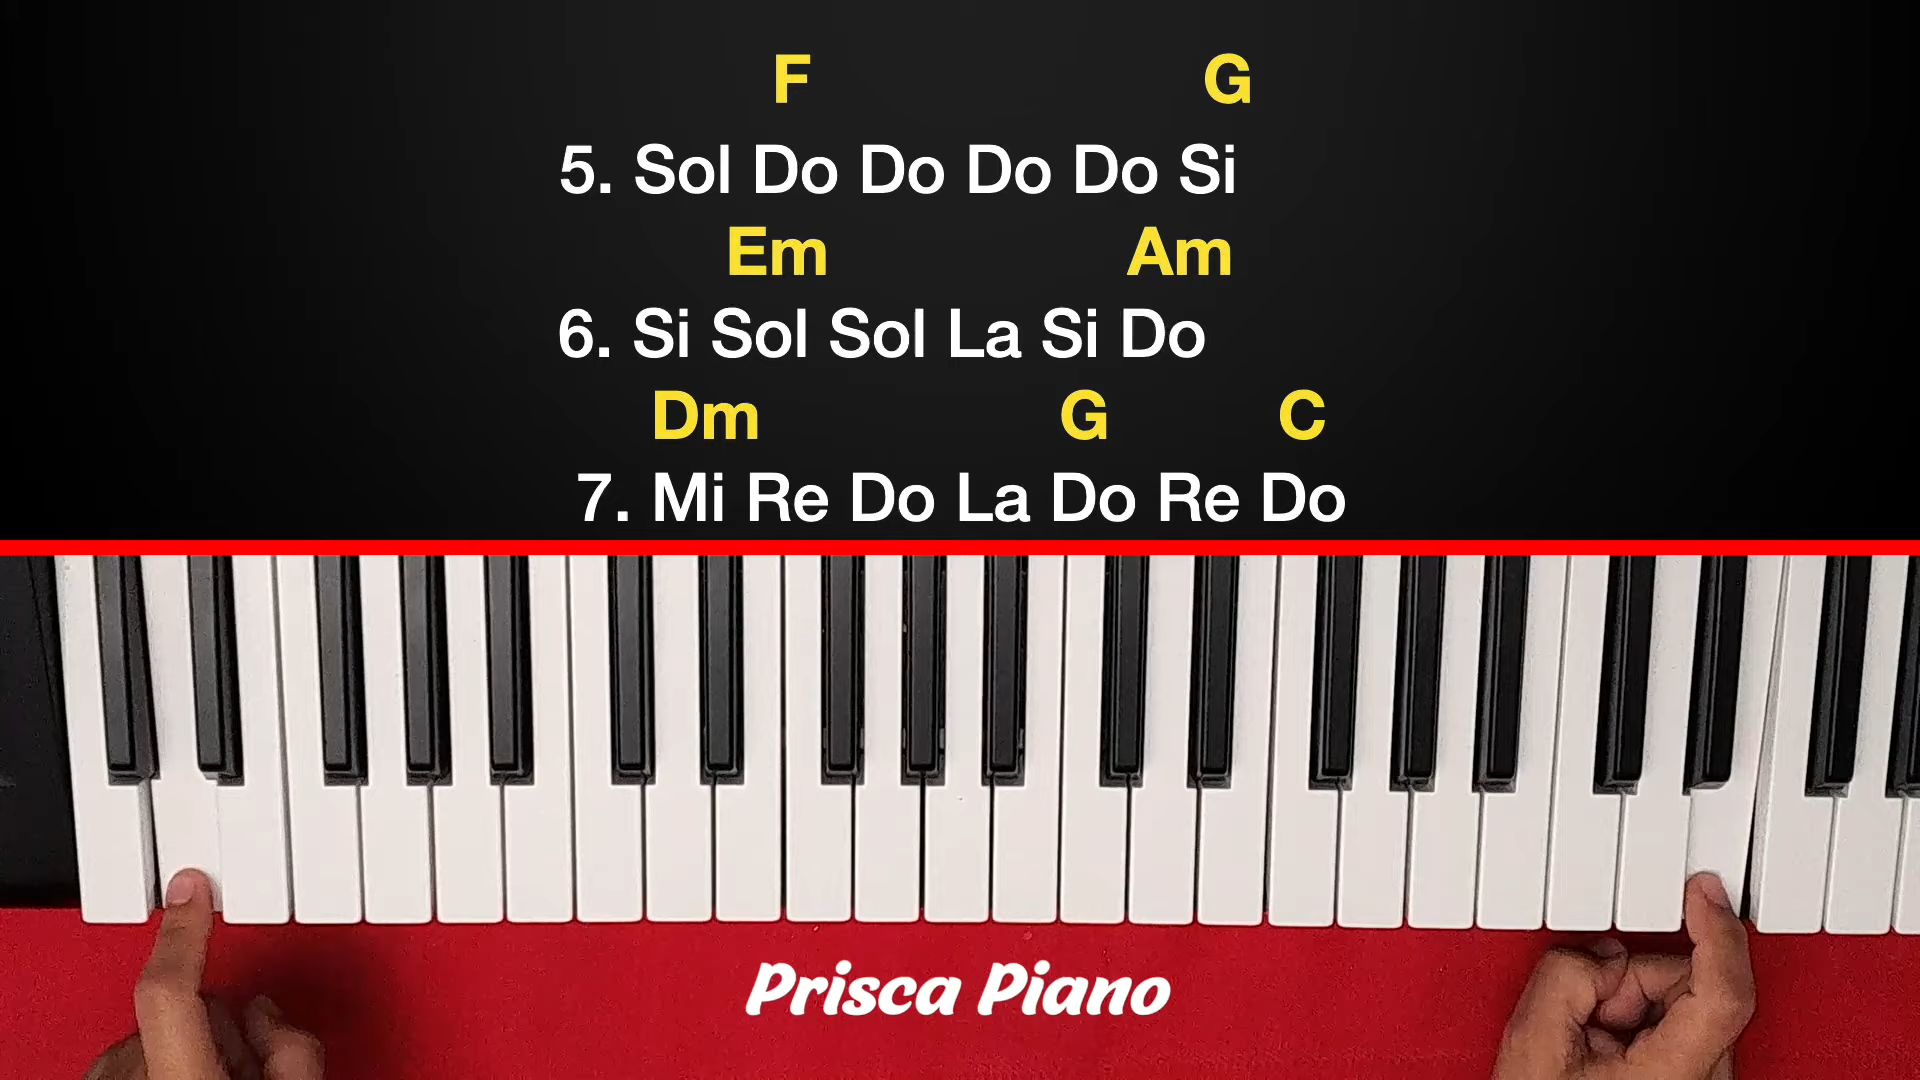 F G
5. Sol Do Do Do Do Si
Em Am
6. Si Sol Sol La Si Do
Dm G C
7. Mi Re Do La Do Re Do
Prisca Piano